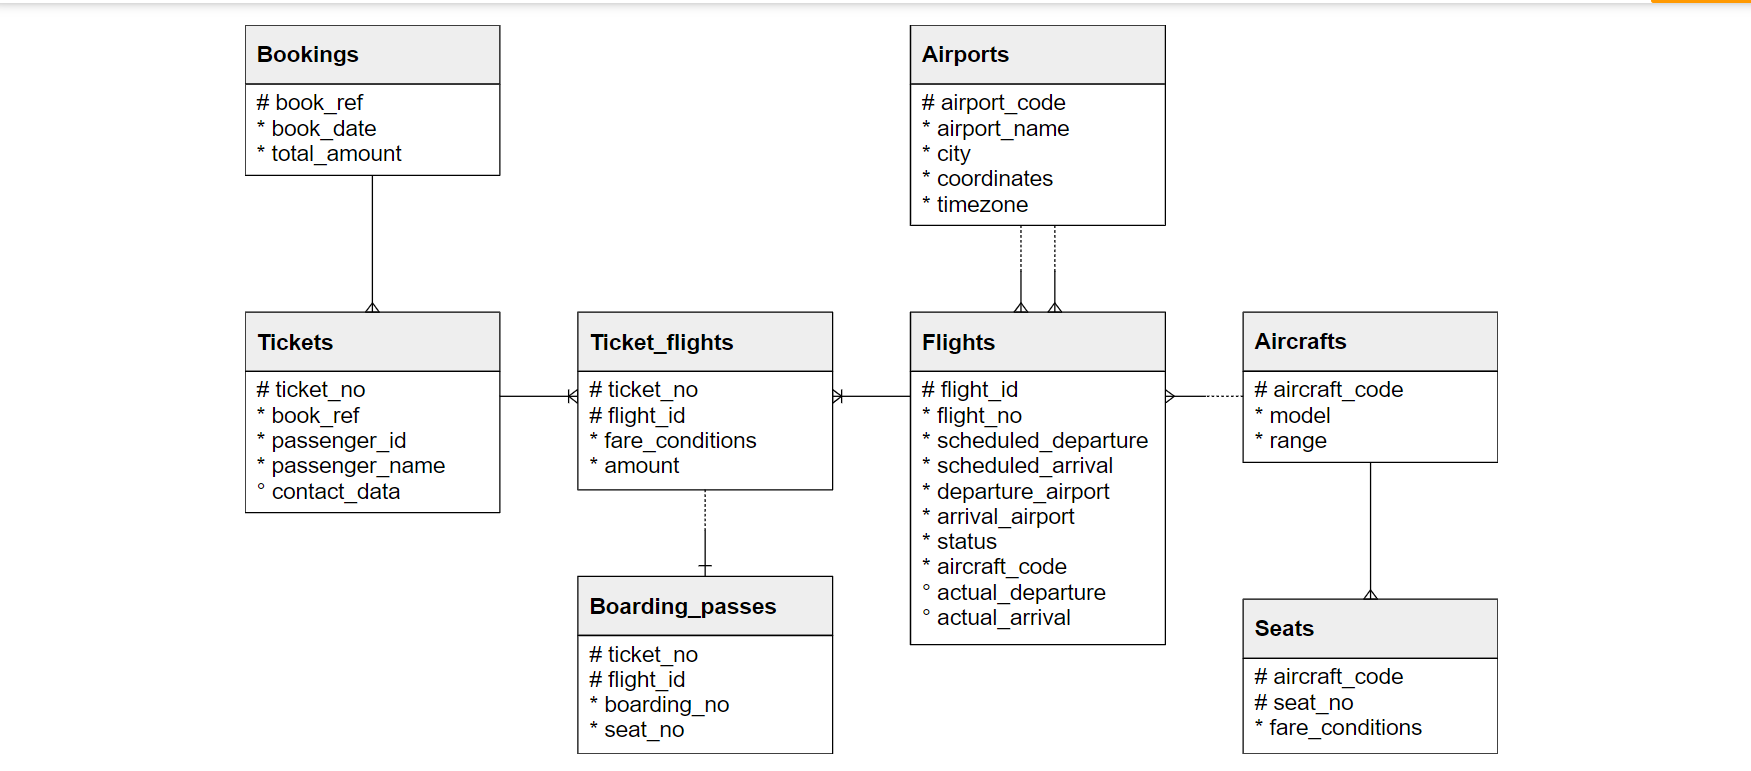 Bookings
# book_ref
* book_date
* total_amount
Airports
# airport_code
* airport_name
* city
* coordinates
* timezone
Tickets
# ticket_no
* book_ref
* passenger_id
* passenger_name
° contact_data
Ticket_flights
# ticket_no
# flight_id
* fare_conditions
* amount
Flights
# flight_id
* flight_no
* scheduled_departure
* scheduled_arrival
* departure_airport
* arrival_airport
* status
* aircraft_code
° actual_departure
° actual_arrival
Aircrafts
# aircraft_code
* model
* range
Boarding_passes
# ticket_no
# flight_id
* boarding_no
* seat_no
Seats
# aircraft_code
# seat_no
* fare_conditions